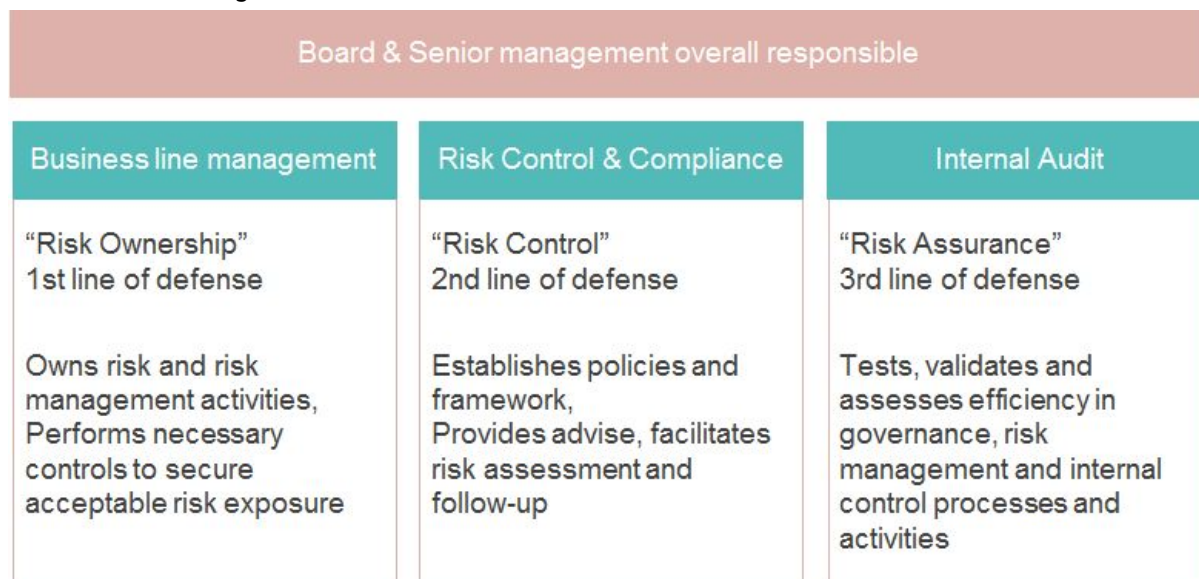 Board & Senior management overall responsible
Business line management
“Risk Ownership”
1st line of defense
Owns risk and risk
management activities,
Performs necessary
controls to secure
acceptable risk exposure
Risk Control & Compliance
“Risk Control”
2nd line of defense
Establishes policies and
framework,
Provides advise, facilitates
risk assessment and
follow-up
Internal Audit
“Risk Assurance”
3rd line of defense
Tests, validates and
assesses efficiency in
governance, risk
management and internal
control processes and
activities